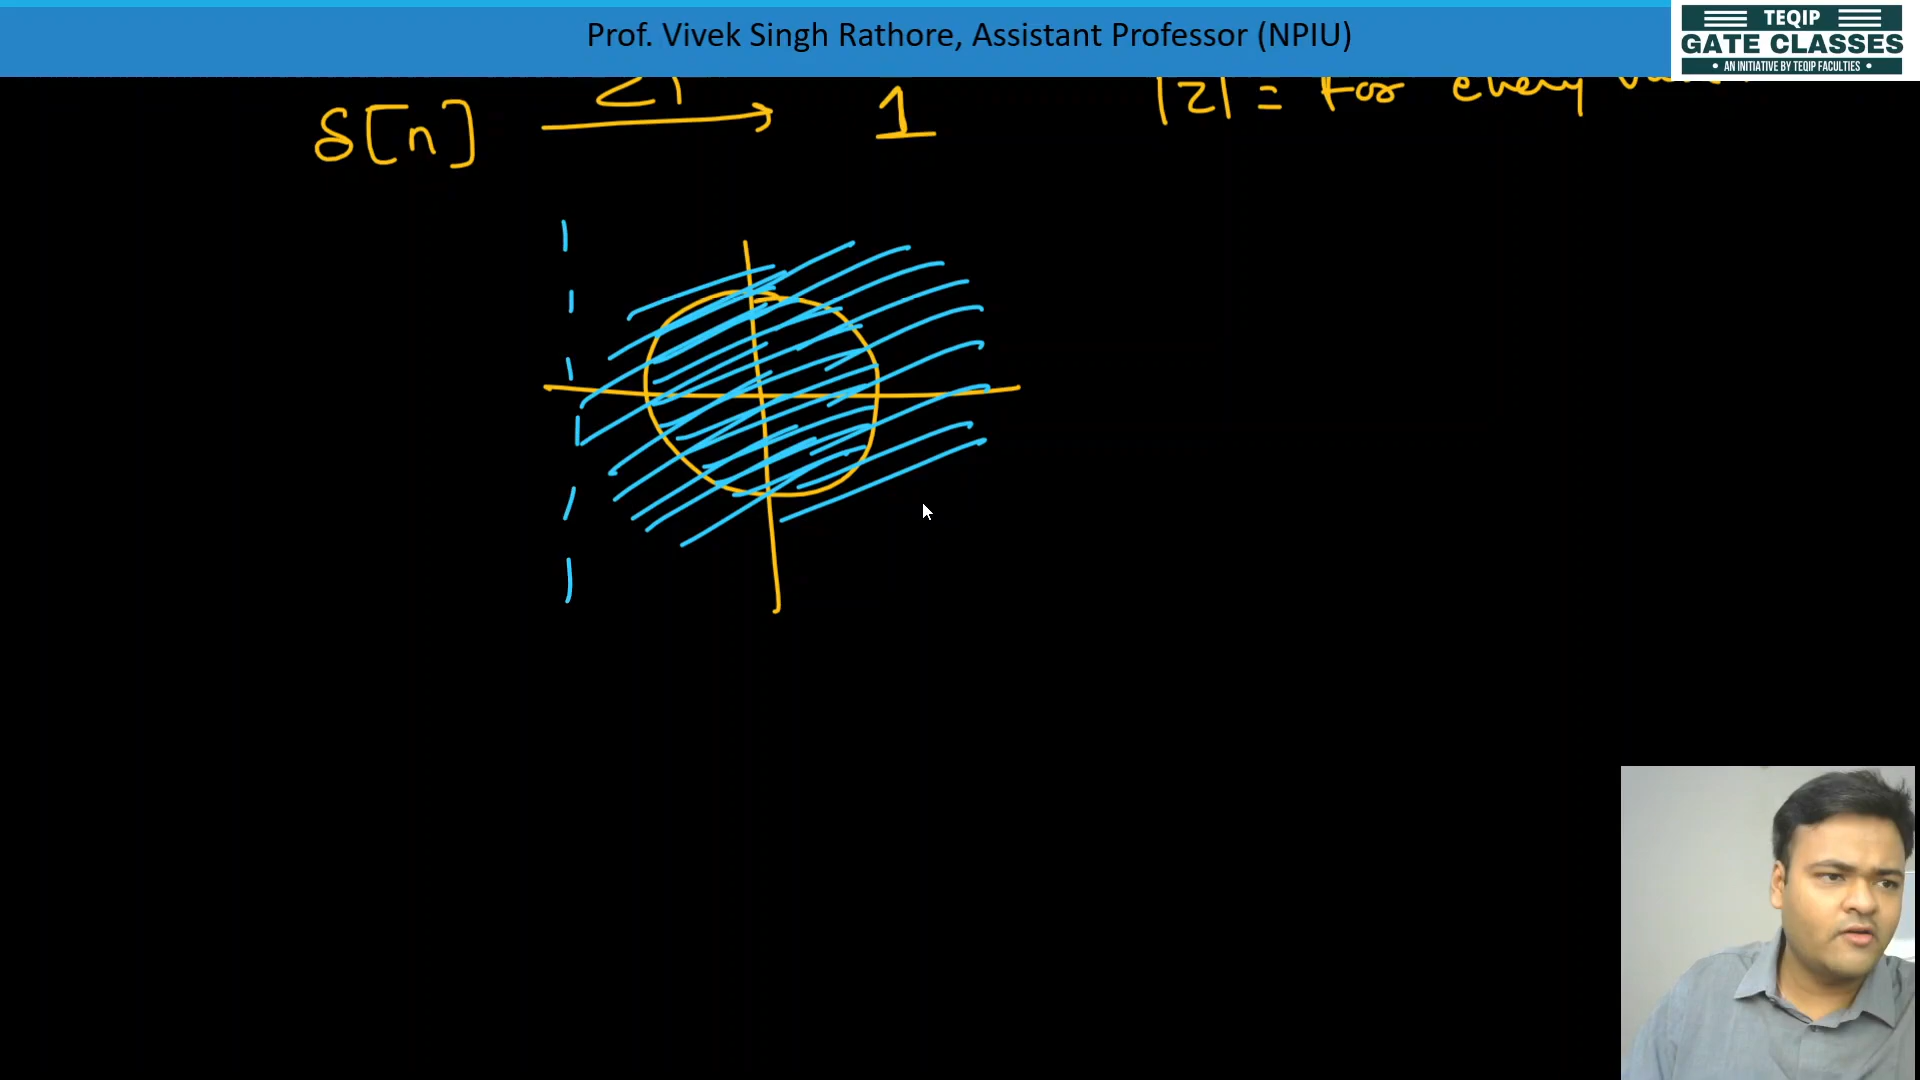 Prof. Vivek Singh Rathore, Assistant Professor (NPIU)
TEQIP
GATE CLASSES
• AN INITIATIVE BY TEQIP FACULTIES •
δ[n] → 1
|z| = for every